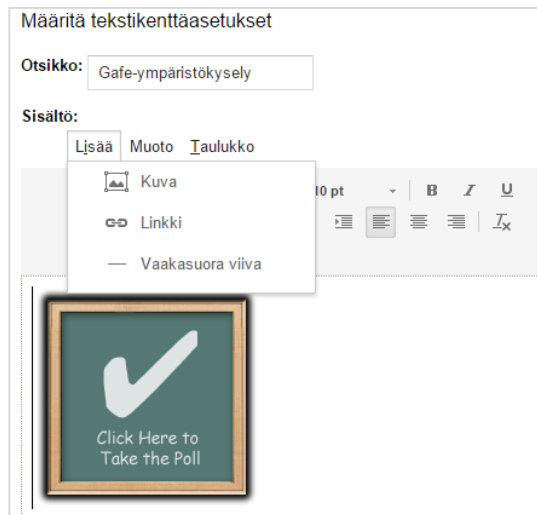 Määritä tekstikenttäasetukset
Otsikko: Gafe-ympäristökysely
Sisältö:
Lisää Muoto Taulukko
Kuva
Linkki
Vaakasuora viiva
10 pt B I U
Click Here to
Take the Poll